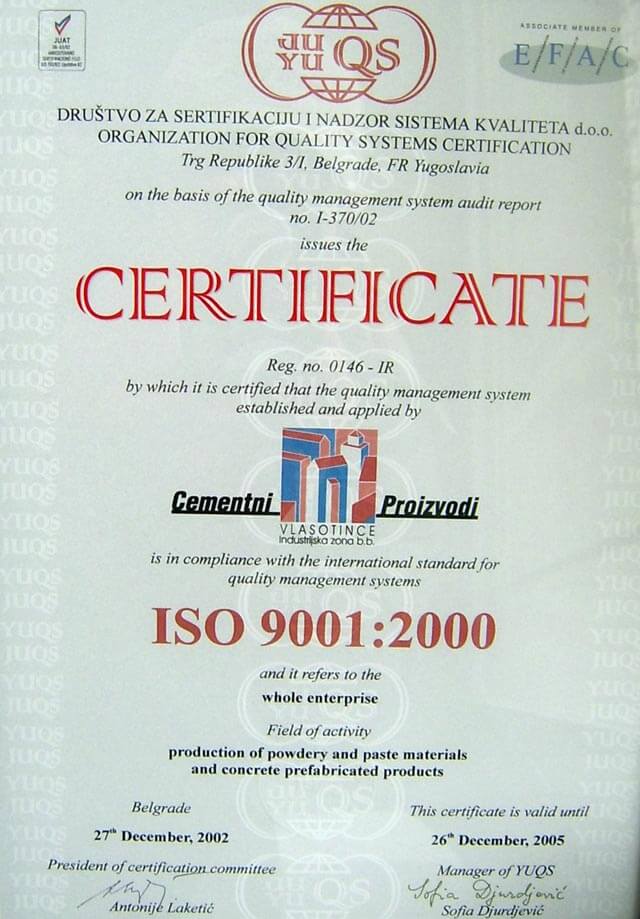 JUAT
JU QS
YU
ASSOCIATE MEMBER OF
E/F/A/C
DRUŠTVO ZA SERTIFIKACIJU I NADZOR SISTEMA KVALITETA d.o.o.
ORGANIZATION FOR QUALITY SYSTEMS CERTIFICATION
Trg Republike 3/I, Belgrade, FR Yugoslavia
on the basis of the quality management system audit report
no. I-370/02
issues the
CERTIFICATE
Reg. no. 0146 - IR
by which it is certified that the quality management system
established and applied by
Cementni Proizvodi
VLASOTINCE
Industrijska zona b.b.
is in compliance with the international standard for
quality management systems
ISO 9001:2000
and it refers to the
whole enterprise
Field of activity
production of powdery and paste materials
and concrete prefabricated products
Belgrade
27th December, 2002
This certificate is valid until
26th December, 2005
President of certification committee
Antonije Laketić
Manager of YUQS
Sofia Djurdjević
Sofia Djurdjević